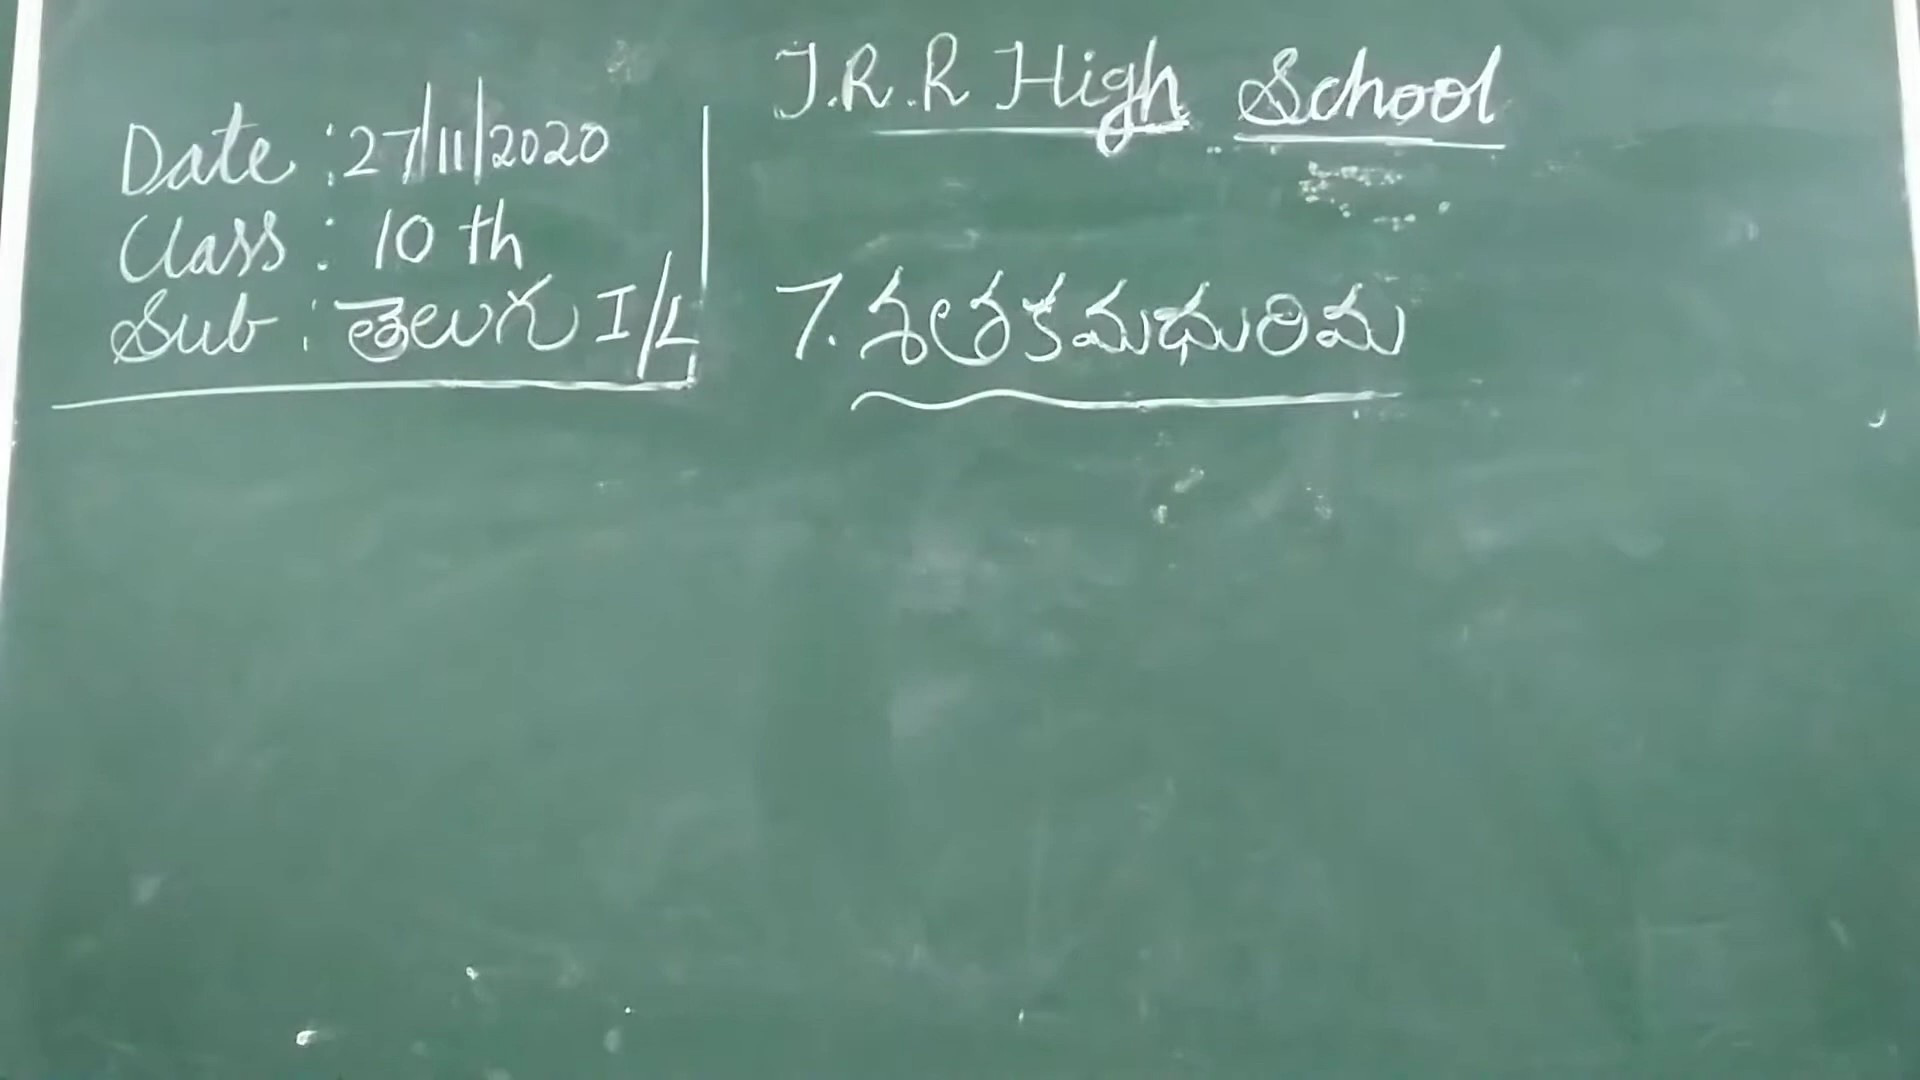 J.R.R High School
Date : 27/11/2020
Class : 10 th
Sub : తెలుగు I/L
7. శతకమధురిమ